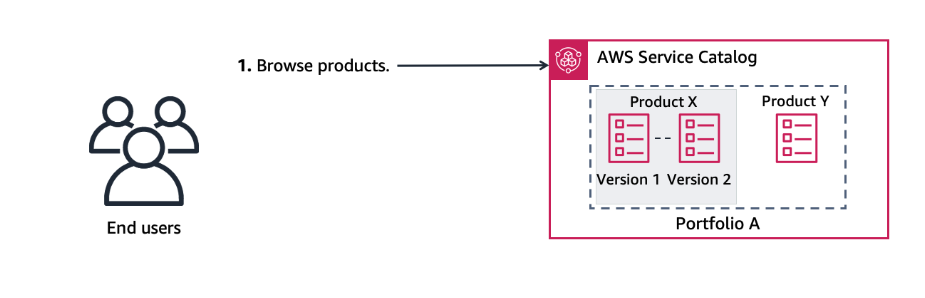 AWS Service Catalog
1. Browse products.
Product X
Product Y
Version 1
Version 2
Portfolio A
End users